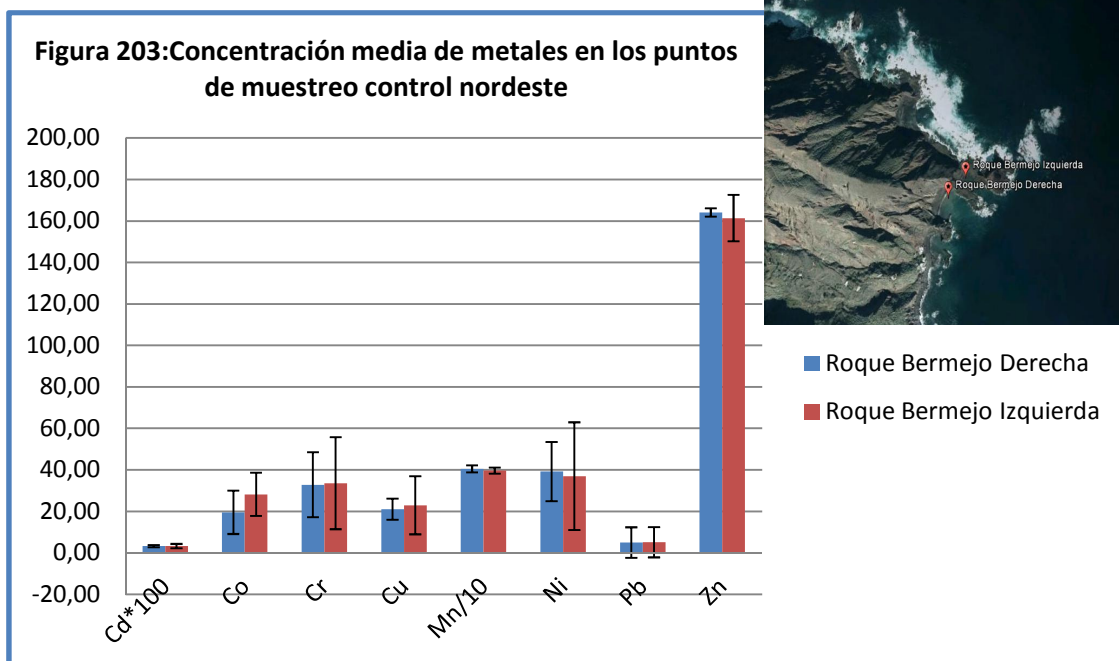 Figura 203:Concentración media de metales en los puntos
de muestreo control nordeste
200,00
180,00
160,00
140,00
120,00
100,00
80,00
60,00
40,00
20,00
0,00
-20,00
Cd*100
Co
Cr
Cu
Mn/10
Ni
Pb
Zn
Roque Bermejo Izquierda
Roque Bermejo Derecha
Roque Bermejo Derecha
Roque Bermejo Izquierda